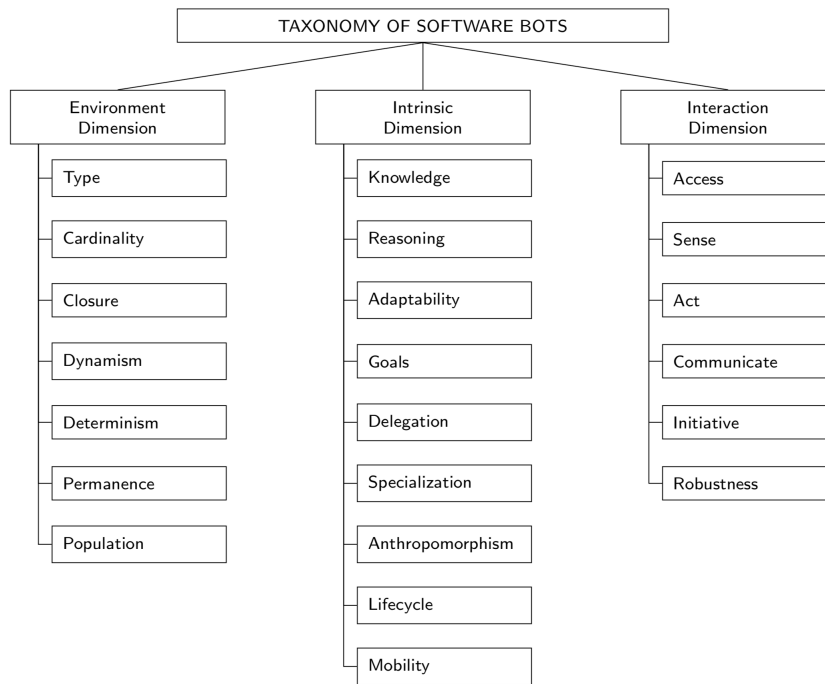 TAXONOMY OF SOFTWARE BOTS
Environment
Dimension
Type
Cardinality
Closure
Dynamism
Determinism
Permanence
Population
Intrinsic
Dimension
Knowledge
Reasoning
Adaptability
Goals
Delegation
Specialization
Anthropomorphism
Lifecycle
Mobility
Interaction
Dimension
Access
Sense
Act
Communicate
Initiative
Robustness